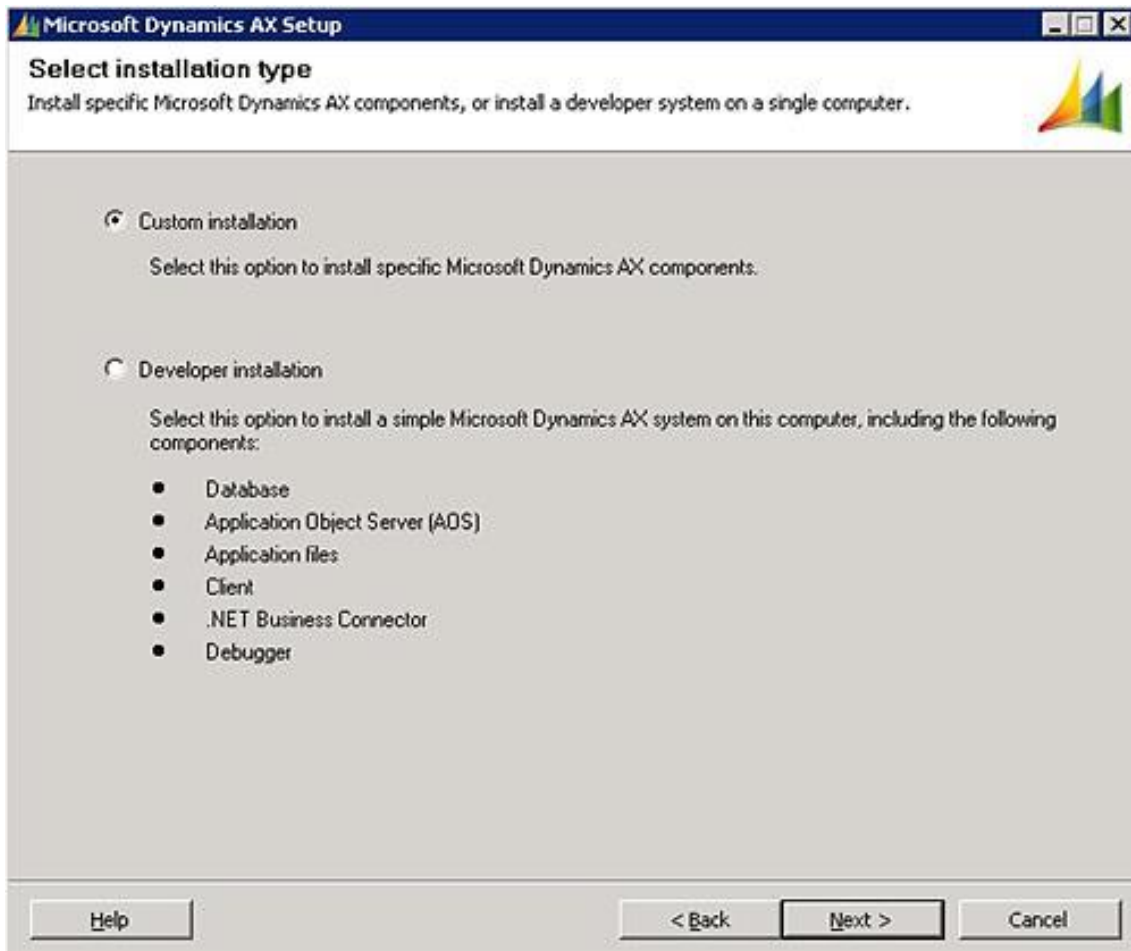 Microsoft Dynamics AX Setup
Select installation type
Install specific Microsoft Dynamics AX components, or install a developer system on a single computer.
Custom installation
Select this option to install specific Microsoft Dynamics AX components.
Developer installation
Select this option to install a simple Microsoft Dynamics AX system on this computer, including the following
components:
• Database
• Application Object Server (AOS)
• Application files
• Client
• .NET Business Connector
• Debugger
Help
< Back
Next >
Cancel